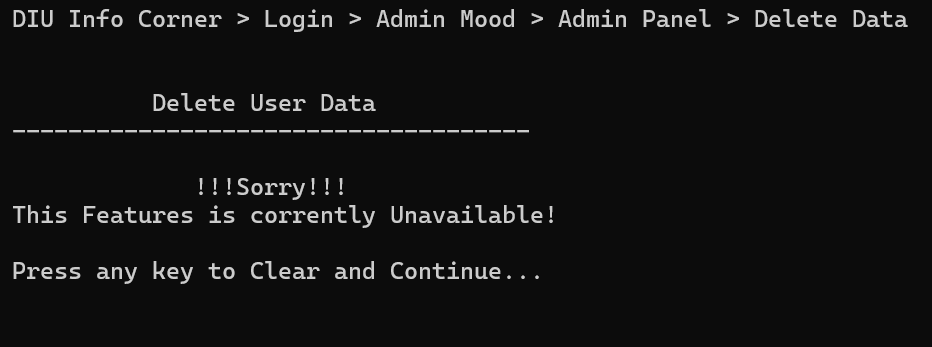 DIU Info Corner > Login > Admin Mood > Admin Panel > Delete Data
Delete User Data
-------------------------------------
!!!Sorry!!!
This Features is corrently Unavailable!
Press any key to Clear and Continue...